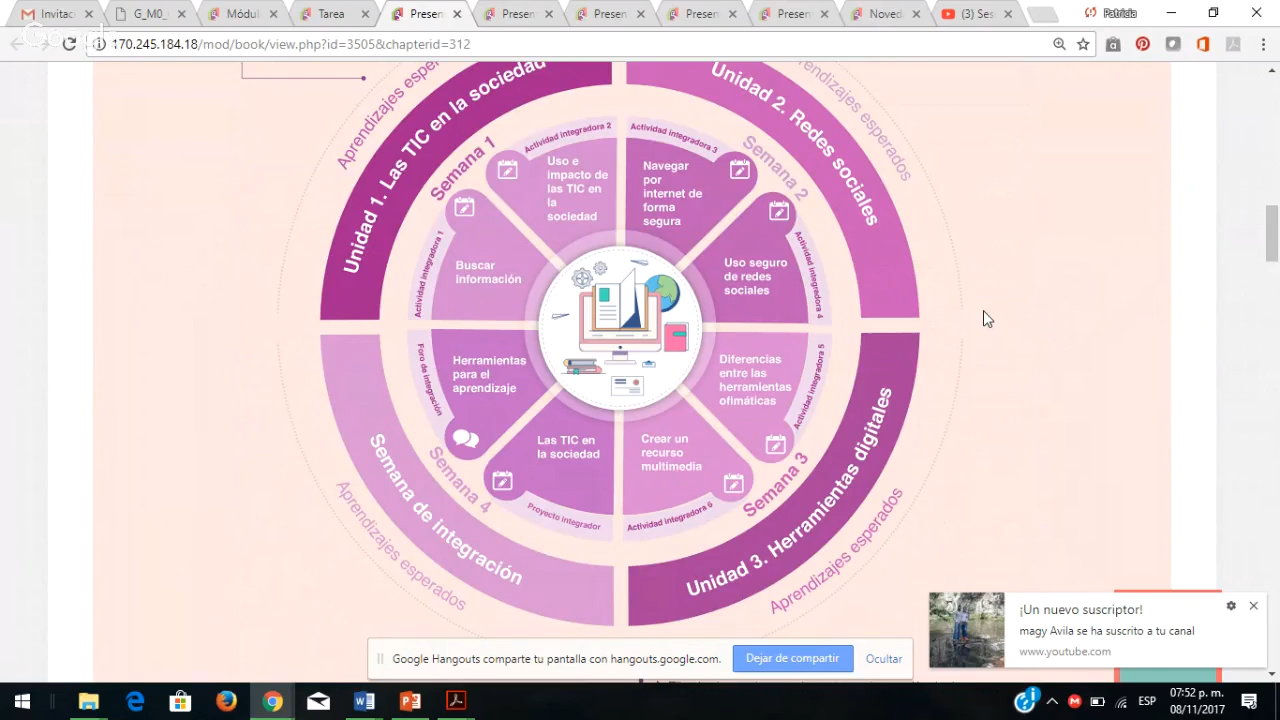 Invitac
G_M0_
Módul
Tarea
Presen
Presen
Presen
Presen
Presen
Noved
(3) Ses
Patricia
170.245.184.18/mod/book/view.php?id=3505&chapterid=312
Aprendizajes esper
Unidad 1. Las TIC en la sociedad
Unidad 2. Redes sociales
Aprendizajes esperados
Semana 1
Actividad integradora 2
Uso e
impacto de
las TIC en
la
sociedad
Actividad integradora 3
Navegar
por
internet de
forma
segura
Semana 2
Actividad integradora 1
Buscar
información
Uso seguro
de redes
sociales
Actividad integradora 4
Foro de integración
Herramientas
para el
aprendizaje
Diferencias
entre las
herramientas
ofimáticas
Actividad integradora 5
Las TIC en
la sociedad
Proyecto integrador
Semana 4
Crear un
recurso
multimedia
Actividad integradora 6
Semana 3
Semana de integración
Aprendizajes esperados
Unidad 3. Herramientas digitales
Aprendizajes esperados
¡Un nuevo suscriptor!
magy Avila se ha suscrito a tu canal
www.youtube.com
Google Hangouts comparte tu pantalla con hangouts.google.com.
Dejar de compartir
Ocultar
ESP
07:52 p. m.
08/11/2017